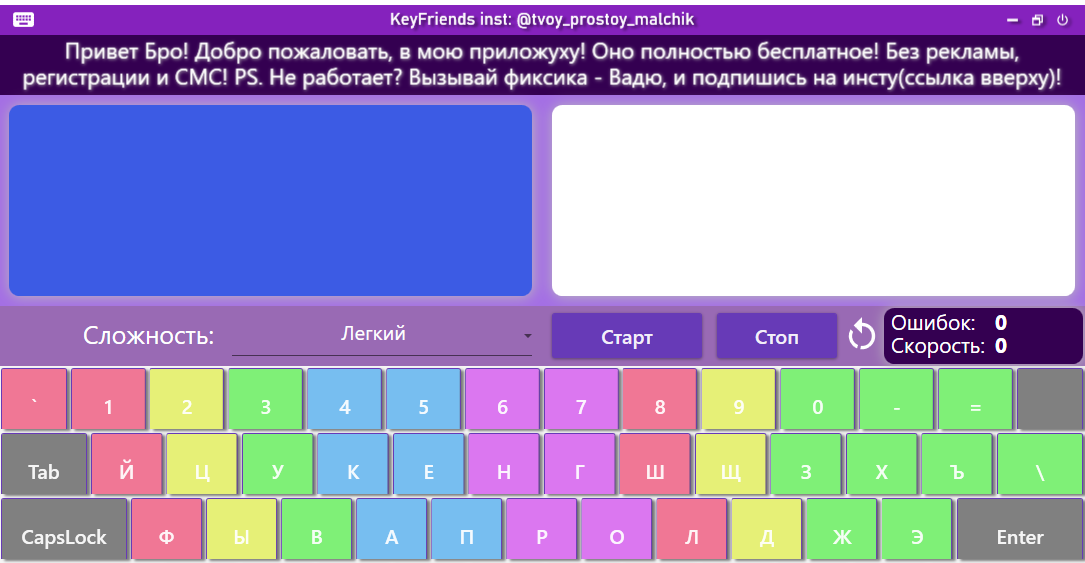 KeyFriends inst: @tvoy_prostoy_malchik
Привет Бро! Добро пожаловать, в мою приложуху! Оно полностью бесплатное! Без рекламы,
регистрации и СМС! PS. Не работает? Вызывай фиксика - Вадю, и подпишись на инсту(ссылка вверху)!
Сложность: Легкий Старт Стоп Ошибок: 0
Скорость: 0
` 1 2 3 4 5 6 7 8 9 0 - =
Tab Й Ц У К Е Н Г Ш Щ З Х Ъ \
CapsLock Ф Ы В А П Р О Л Д Ж Э Enter